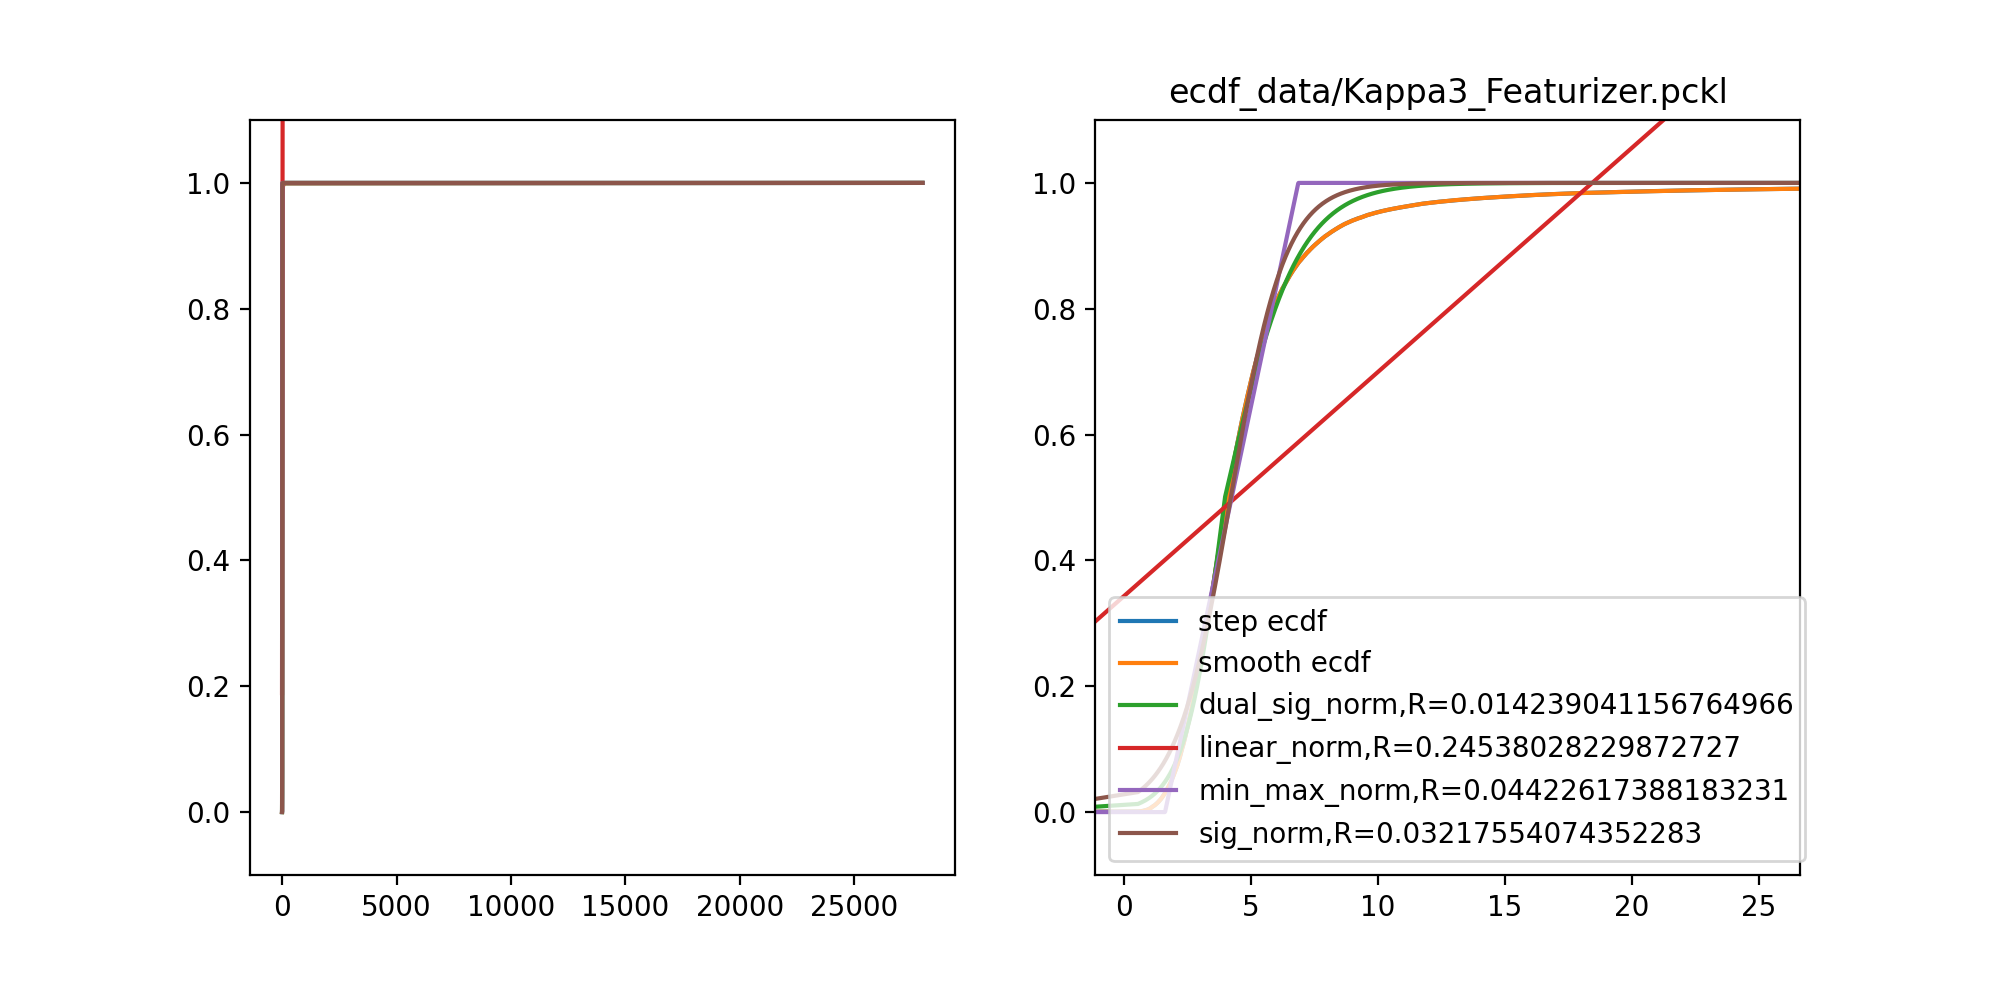 ecdf_data/Kappa3_Featurizer.pckl
1.0
0.8
0.6
0.4
0.2
0.0
0 5000 10000 15000 20000 25000
1.0
0.8
0.6
0.4
0.2
0.0
step ecdf
smooth ecdf
dual_sig_norm,R=0.014239041156764966
linear_norm,R=0.24538028229872727
min_max_norm,R=0.04422617388183231
sig_norm,R=0.03217554074352283
0 5 10 15 20 25